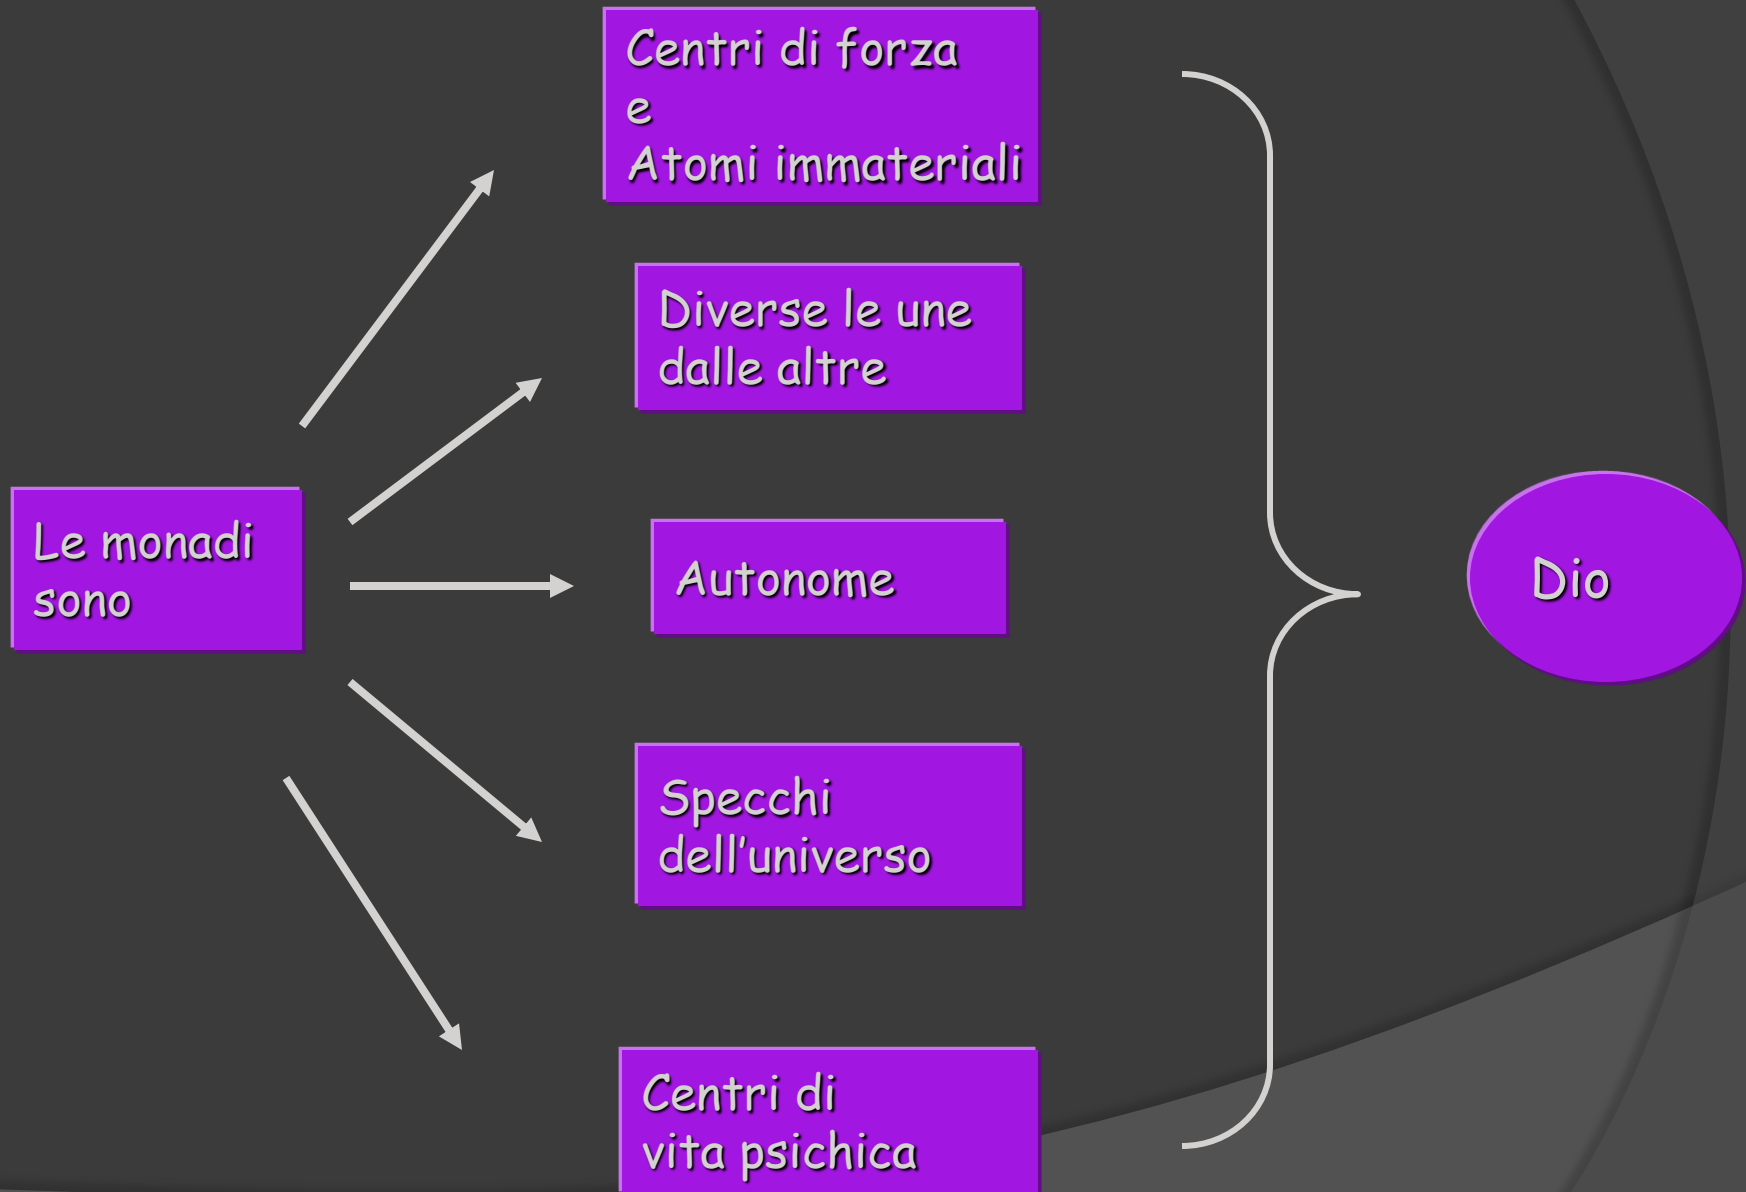 Centri di forza
e
Atomi immateriali
Diverse le une
dalle altre
Le monadi
sono
Autonome
Dio
Specchi
dell’universo
Centri di
vita psichica